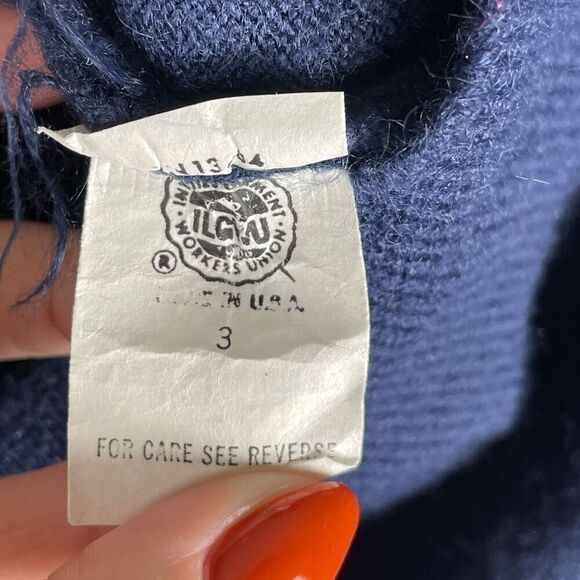 ILGWU
WORKERS UNION
®
IN U.S.A.
3
FOR CARE SEE REVERSE